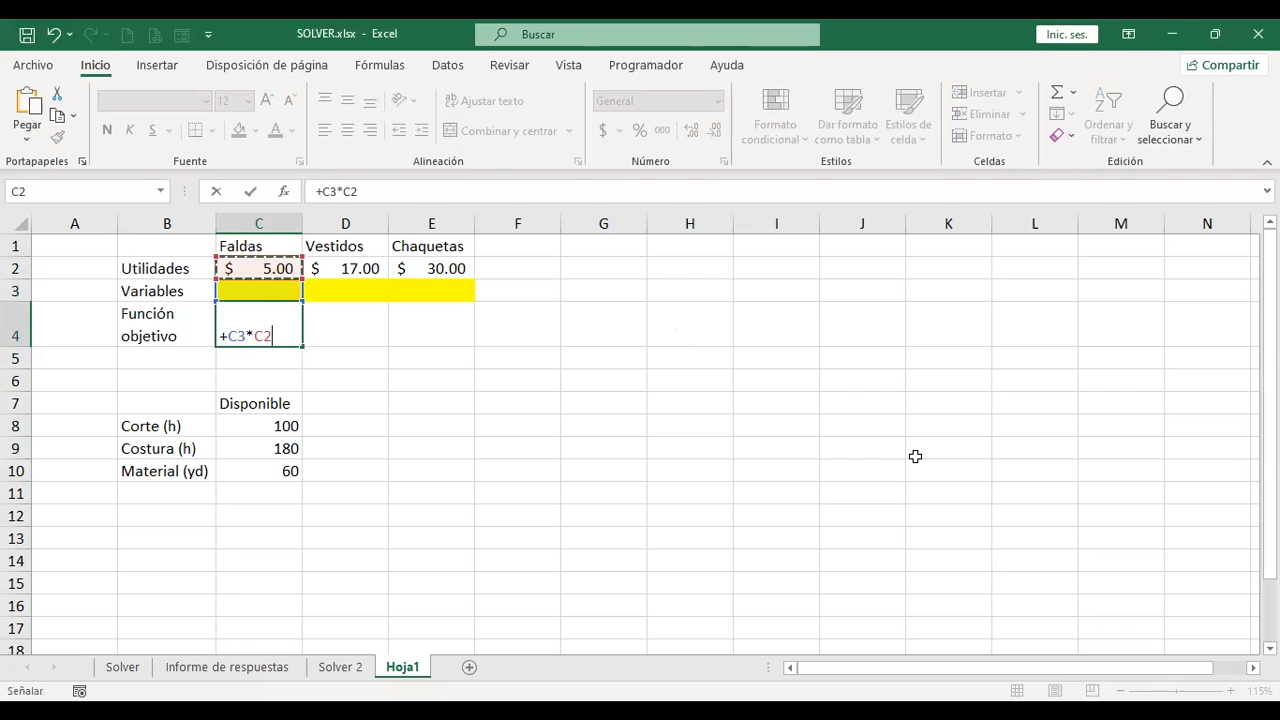 SOLVER.xlsx - Excel
Buscar
Inic. ses.
Archivo Inicio Insertar Disposición de página Fórmulas Datos Revisar Vista Programador Ayuda Compartir
Pegar
N K S
12
A A
A
Ajustar texto
Combinar y centrar
General
$ % 000
Formato condicional
Dar formato como tabla
Estilos de celda
Insertar
Eliminar
Formato
Ordenar y filtrar
Buscar y seleccionar
Portapapeles Fuente Alineación Número Estilos Celdas Edición
C2 fx +C3*C2
A B C D E F G H I J K L M N
1 Faldas Vestidos Chaquetas
2 Utilidades $ 5.00 $ 17.00 $ 30.00
3 Variables
Función
4 objetivo +C3*C2
5
6
7 Disponible
8 Corte (h) 100
9 Costura (h) 180
10 Material (yd) 60
11
12
13
14
15
16
17
18
Solver Informe de respuestas Solver 2 Hoja1
Señalar 115%